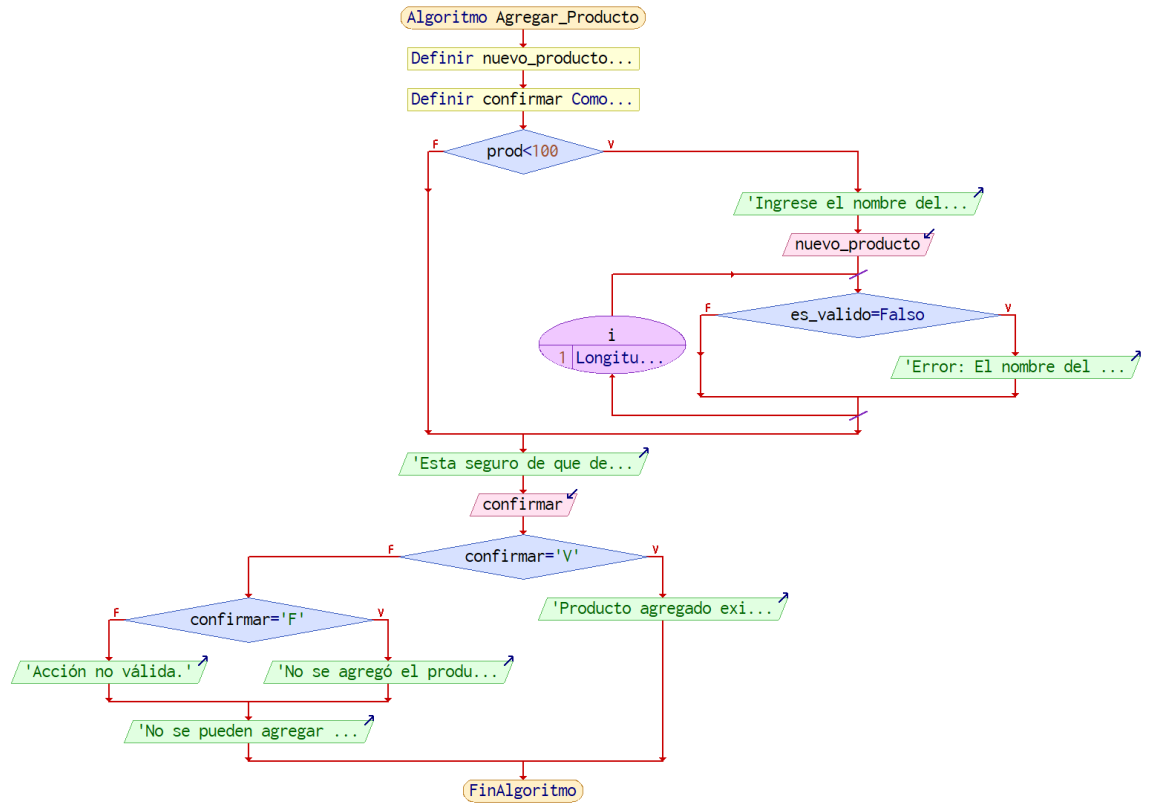 Algoritmo Agregar_Producto
Definir nuevo_producto...
Definir confirmar Como...
prod<100
F
V
'Ingrese el nombre del...
nuevo_producto
i
1 Longitu...
es_valido=Falso
F
V
'Error: El nombre del ...
'Esta seguro de que de...
confirmar
confirmar='V'
F
V
confirmar='F'
F
V
'Producto agregado exi...
'Acción no válida.'
'No se agregó el produ...
'No se pueden agregar ...
FinAlgoritmo